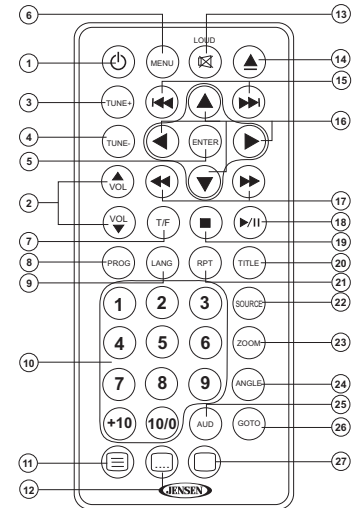 6
13
LOUD
1
MENU
14
15
3
TUNE+
16
4
TUNE-
ENTER
5
VOL
2
17
VOL
T/F
18
7
19
8
PROG
LANG
RPT
TITLE
20
9
21
1
2
3
SOURCE
22
4
5
6
ZOOM
23
10
7
8
9
ANGLE
24
25
+10
10/0
AUD
GOTO
26
11
27
12
JENSEN